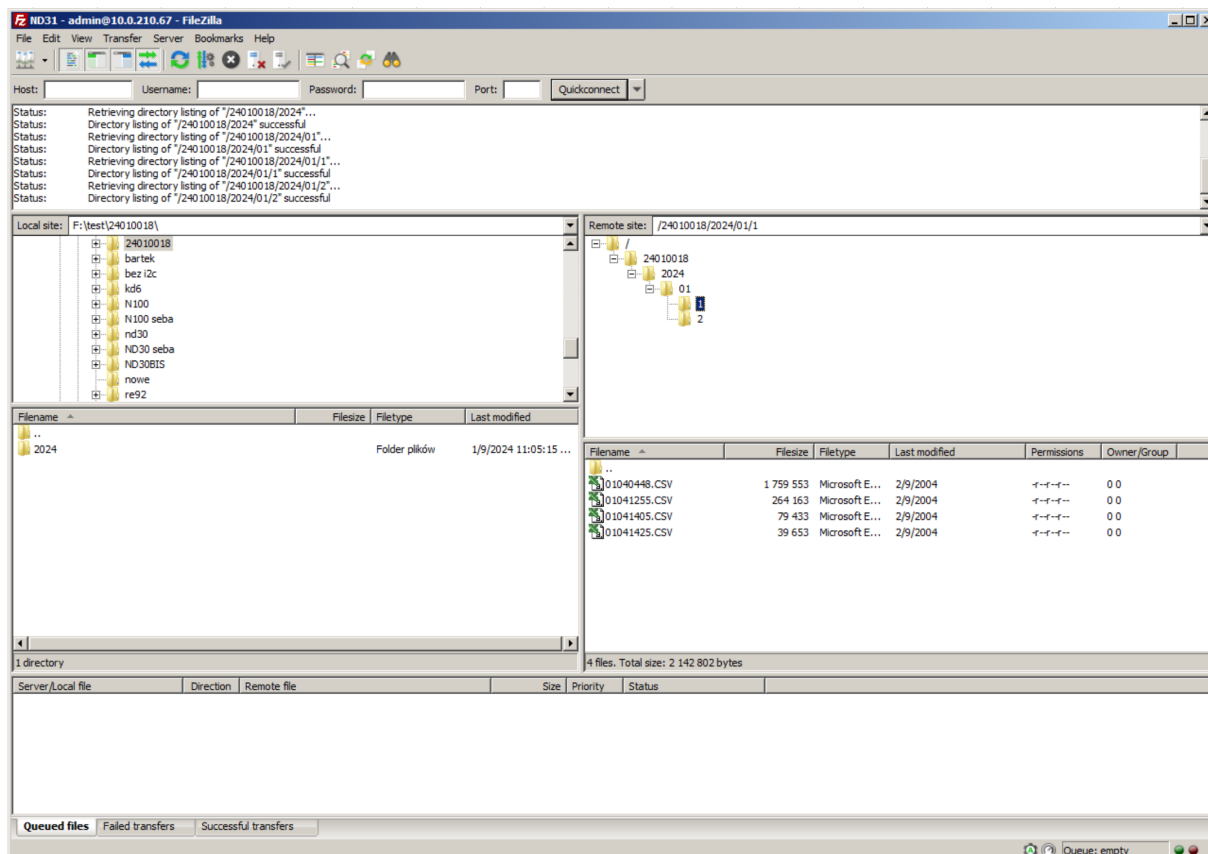 ND31 - admin@10.0.210.67 - FileZilla
File Edit View Transfer Server Bookmarks Help
Host: Username: Password: Port: Quickconnect
Status: Retrieving directory listing of "/24010018/2024"...
Status: Directory listing of "/24010018/2024" successful
Status: Retrieving directory listing of "/24010018/2024/01"...
Status: Directory listing of "/24010018/2024/01" successful
Status: Retrieving directory listing of "/24010018/2024/01/1"...
Status: Directory listing of "/24010018/2024/01/1" successful
Status: Retrieving directory listing of "/24010018/2024/01/2"...
Status: Directory listing of "/24010018/2024/01/2" successful
Local site: F:\test\24010018\
24010018
bartek
bez i2c
kd6
N100
N100 seba
nd30
ND30 seba
ND30BIS
nowe
re92
Filename Filesize Filetype Last modified
..
2024 Folder plików 1/9/2024 11:05:15 ...
1 directory
Remote site: /24010018/2024/01/1
/
24010018
2024
01
1
2
Filename Filesize Filetype Last modified Permissions Owner/Group
..
01040448.CSV 1 759 553 Microsoft E... 2/9/2004 -r--r--r-- 0 0
01041255.CSV 264 163 Microsoft E... 2/9/2004 -r--r--r-- 0 0
01041405.CSV 79 433 Microsoft E... 2/9/2004 -r--r--r-- 0 0
01041425.CSV 39 653 Microsoft E... 2/9/2004 -r--r--r-- 0 0
4 files. Total size: 2 142 802 bytes
Server/Local file Direction Remote file Size Priority Status
Queued files Failed transfers Successful transfers
Queue: empty